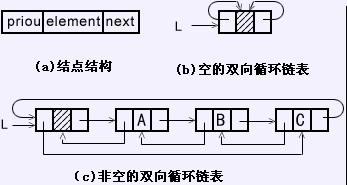 priou element next
L
(a)结点结构
(b)空的双向循环链表
L A B C
(c)非空的双向循环链表